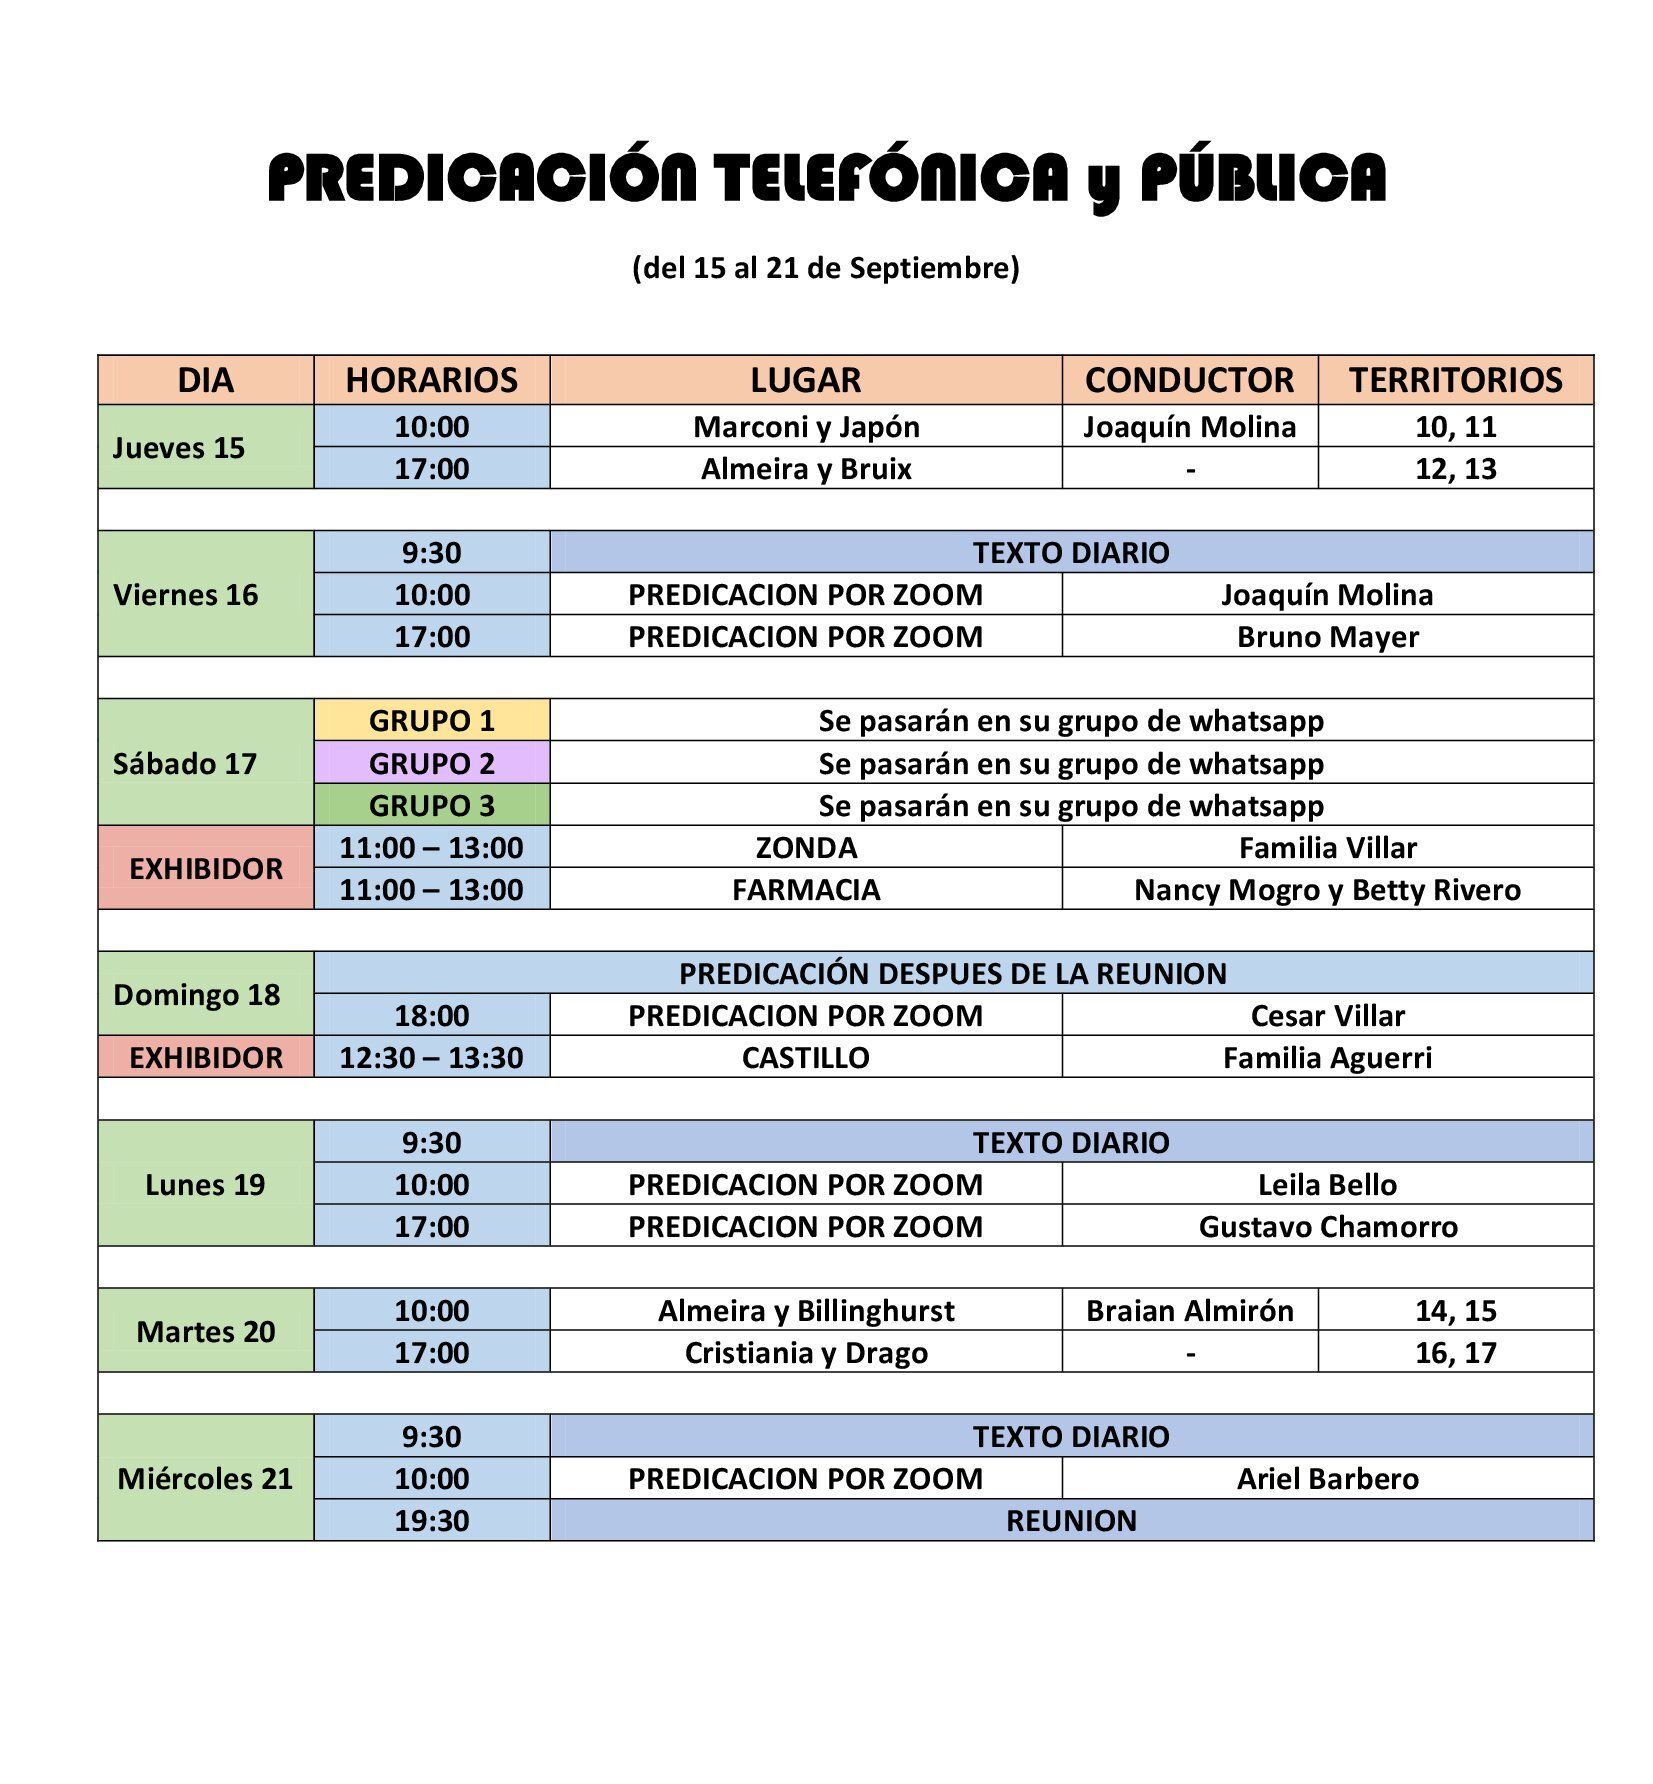 PREDICACIÓN TELEFÓNICA y PÚBLICA
(del 15 al 21 de Septiembre)
DIA HORARIOS LUGAR CONDUCTOR TERRITORIOS
Jueves 15
10:00 Marconi y Japón Joaquín Molina 10, 11
17:00 Almeira y Bruix - 12, 13
Viernes 16
9:30 TEXTO DIARIO
10:00 PREDICACION POR ZOOM Joaquín Molina
17:00 PREDICACION POR ZOOM Bruno Mayer
Sábado 17
GRUPO 1 Se pasarán en su grupo de whatsapp
GRUPO 2 Se pasarán en su grupo de whatsapp
GRUPO 3 Se pasarán en su grupo de whatsapp
EXHIBIDOR
11:00 – 13:00 ZONDA Familia Villar
11:00 – 13:00 FARMACIA Nancy Mogro y Betty Rivero
Domingo 18
PREDICACIÓN DESPUES DE LA REUNION
18:00 PREDICACION POR ZOOM Cesar Villar
EXHIBIDOR 12:30 – 13:30 CASTILLO Familia Aguerri
Lunes 19
9:30 TEXTO DIARIO
10:00 PREDICACION POR ZOOM Leila Bello
17:00 PREDICACION POR ZOOM Gustavo Chamorro
Martes 20
10:00 Almeira y Billinghurst Braian Almirón 14, 15
17:00 Cristiania y Drago - 16, 17
Miércoles 21
9:30 TEXTO DIARIO
10:00 PREDICACION POR ZOOM Ariel Barbero
19:30 REUNION